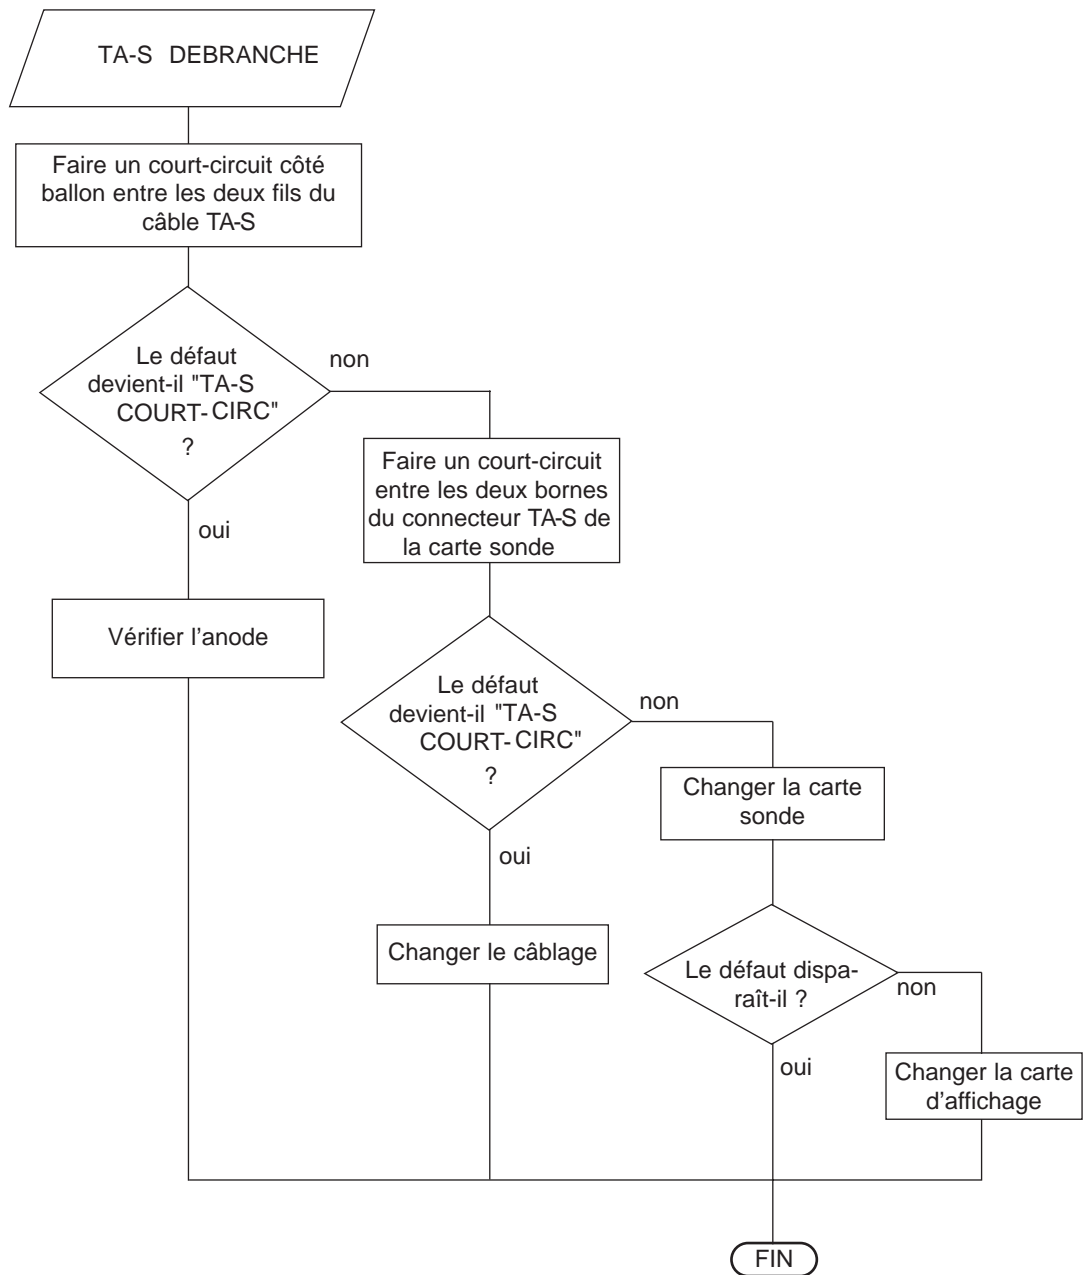 TA-S DEBRANCHE
Faire un court-circuit côté
ballon entre les deux fils du
câble TA-S
Le défaut
devient-il "TA-S
COURT-CIRC"
?
non
oui
Faire un court-circuit
entre les deux bornes
du connecteur TA-S de
la carte sonde
Vérifier l'anode
Le défaut
devient-il "TA-S
COURT-CIRC"
?
non
oui
Changer la carte
sonde
Changer le câblage
Le défaut dispa-
raît-il ?
non
oui
Changer la carte
d'affichage
FIN